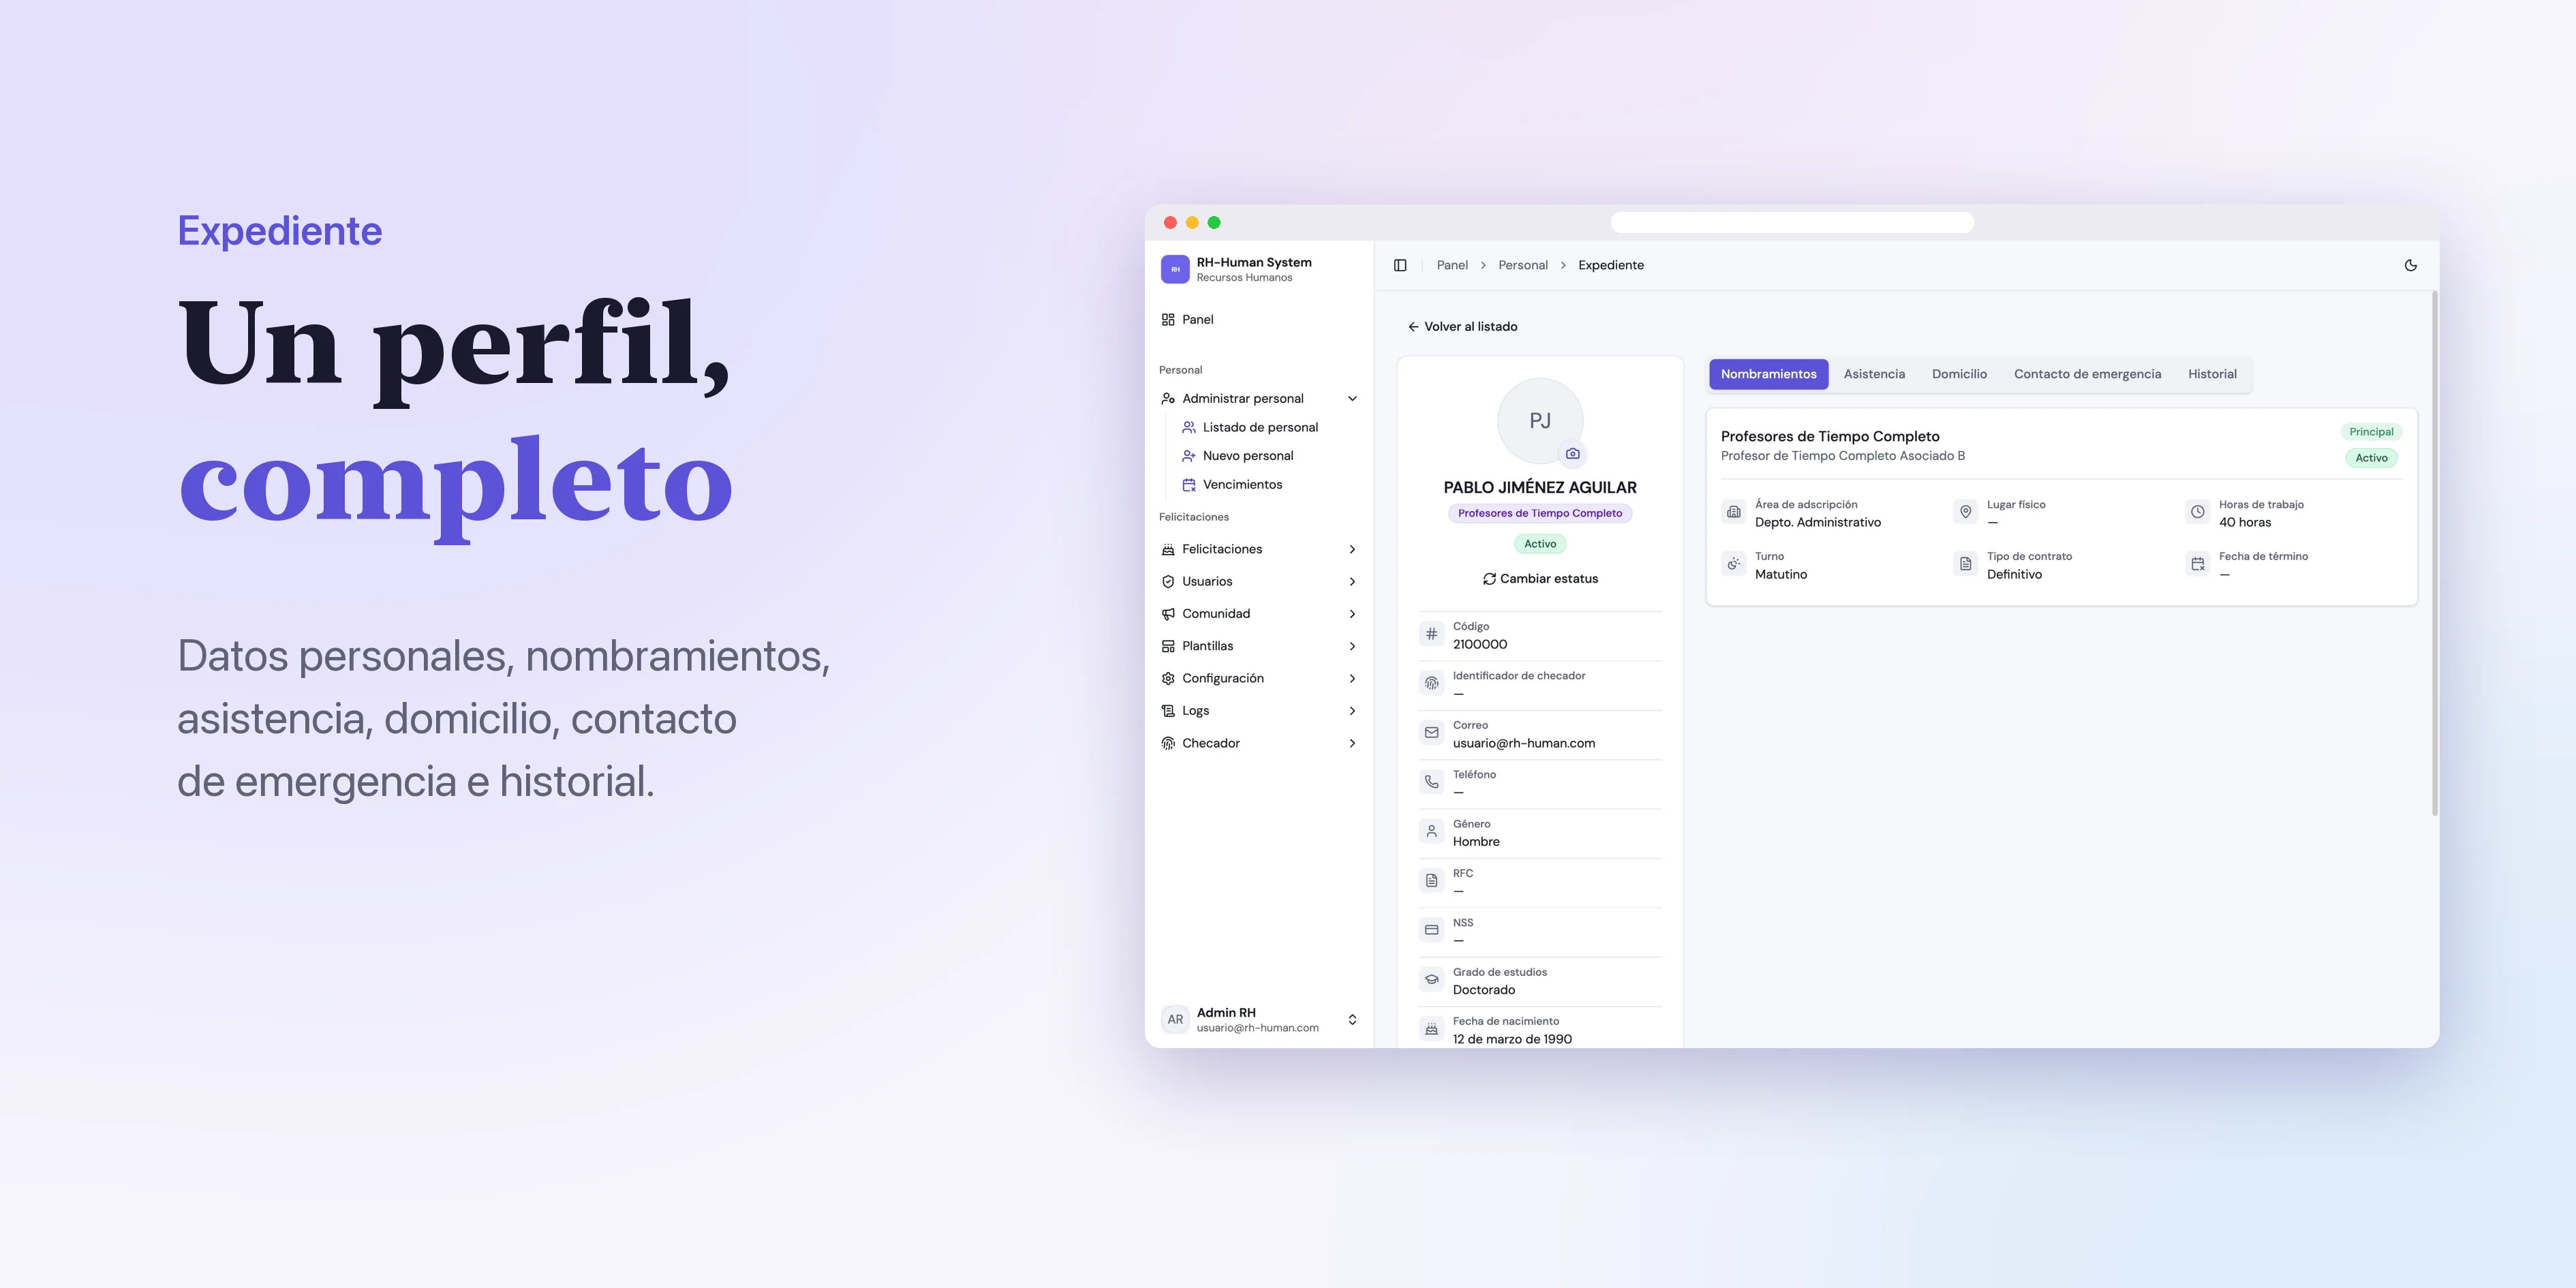 Expediente
Un perfil,
completo
Datos personales, nombramientos,
asistencia, domicilio, contacto
de emergencia e historial.
RH
RH-Human System
Recursos Humanos
Panel
Personal
Administrar personal
Listado de personal
Nuevo personal
Vencimientos
Felicitaciones
Felicitaciones
Usuarios
Comunidad
Plantillas
Configuración
Logs
Checador
AR
Admin RH
usuario@rh-human.com
Panel > Personal > Expediente
Volver al listado
PJ
PABLO JIMÉNEZ AGUILAR
Profesores de Tiempo Completo
Activo
Cambiar estatus
Código
2100000
Identificador de checador
—
Correo
usuario@rh-human.com
Teléfono
—
Género
Hombre
RFC
—
NSS
—
Grado de estudios
Doctorado
Fecha de nacimiento
12 de marzo de 1990
Nombramientos Asistencia Domicilio Contacto de emergencia Historial
Profesores de Tiempo Completo
Profesor de Tiempo Completo Asociado B
Principal
Activo
Área de adscripción
Depto. Administrativo
Lugar físico
—
Horas de trabajo
40 horas
Turno
Matutino
Tipo de contrato
Definitivo
Fecha de término
—